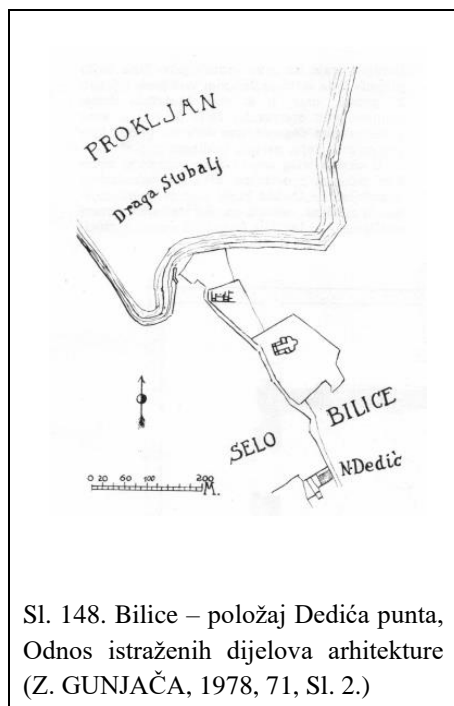 PROKLJAN
Draga Slubalj
SELO BILICE
N. Dedić
0 20 60 100 200
M.
Sl. 148. Bilice – položaj Dedića punta,
Odnos istraženih dijelova arhitekture
(Z. GUNJAČA, 1978, 71, Sl. 2.)